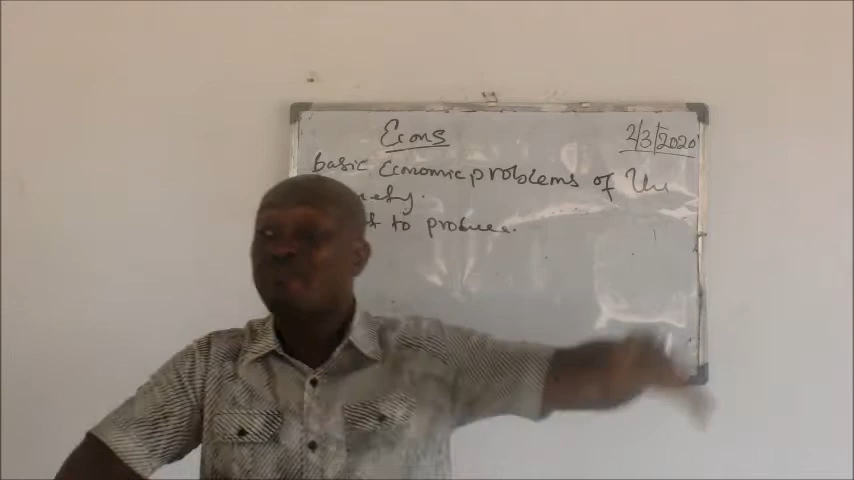 Econs
2/3/2020
basic Economic problems of the
to produce.